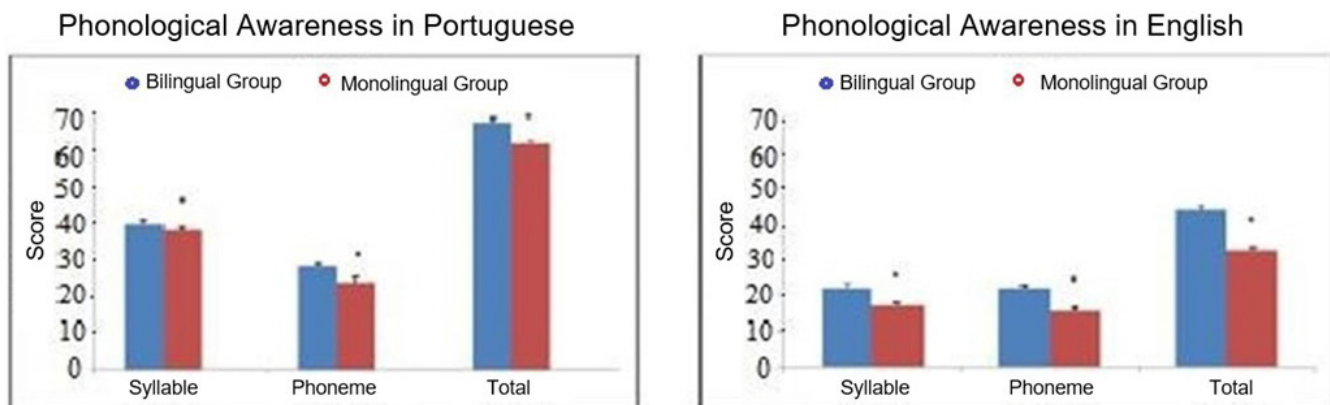 Phonological Awareness in Portuguese
Bilingual Group Monolingual Group
70
60
50
40
30
20
10
0
Score
Syllable Phoneme Total
Phonological Awareness in English
Bilingual Group Monolingual Group
70
60
50
40
30
20
10
0
Score
Syllable Phoneme Total